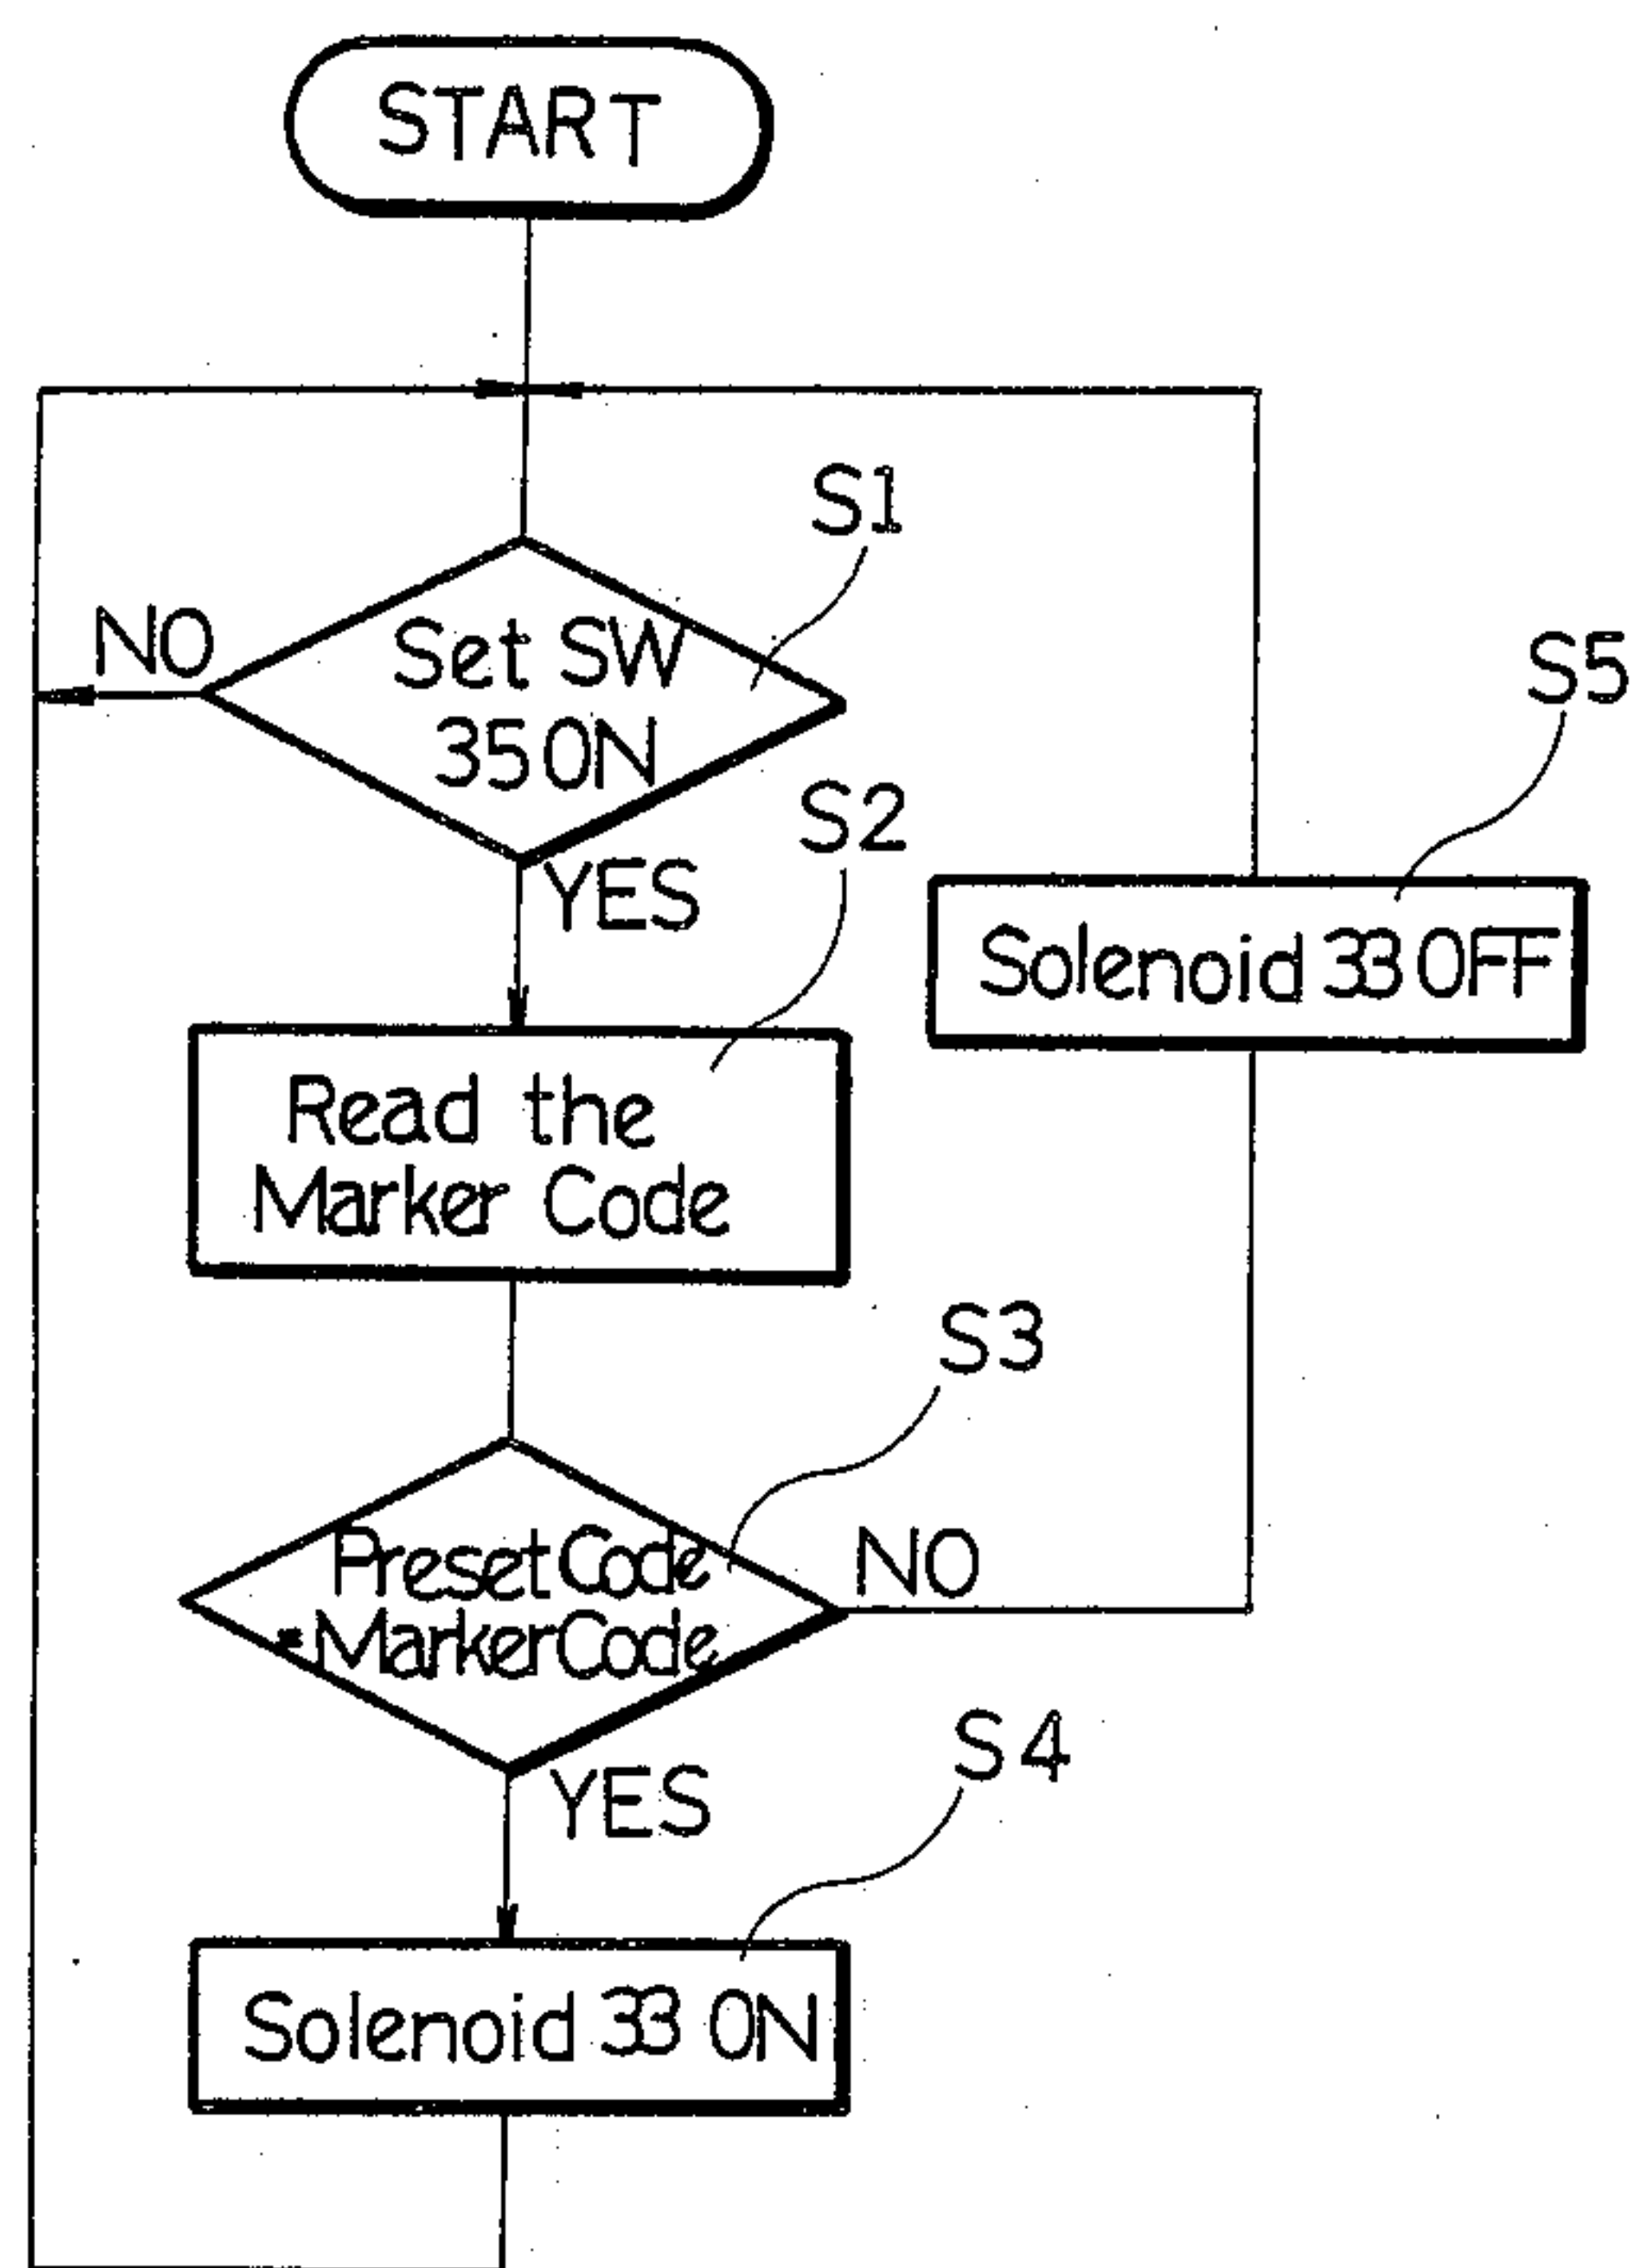 START
S1
NO
Set SW
35 ON
S2
YES
S5
Solenoid 33 OFF
Read the
Marker Code
S3
Preset Code
NO
=Marker Code
S4
YES
Solenoid 33 ON